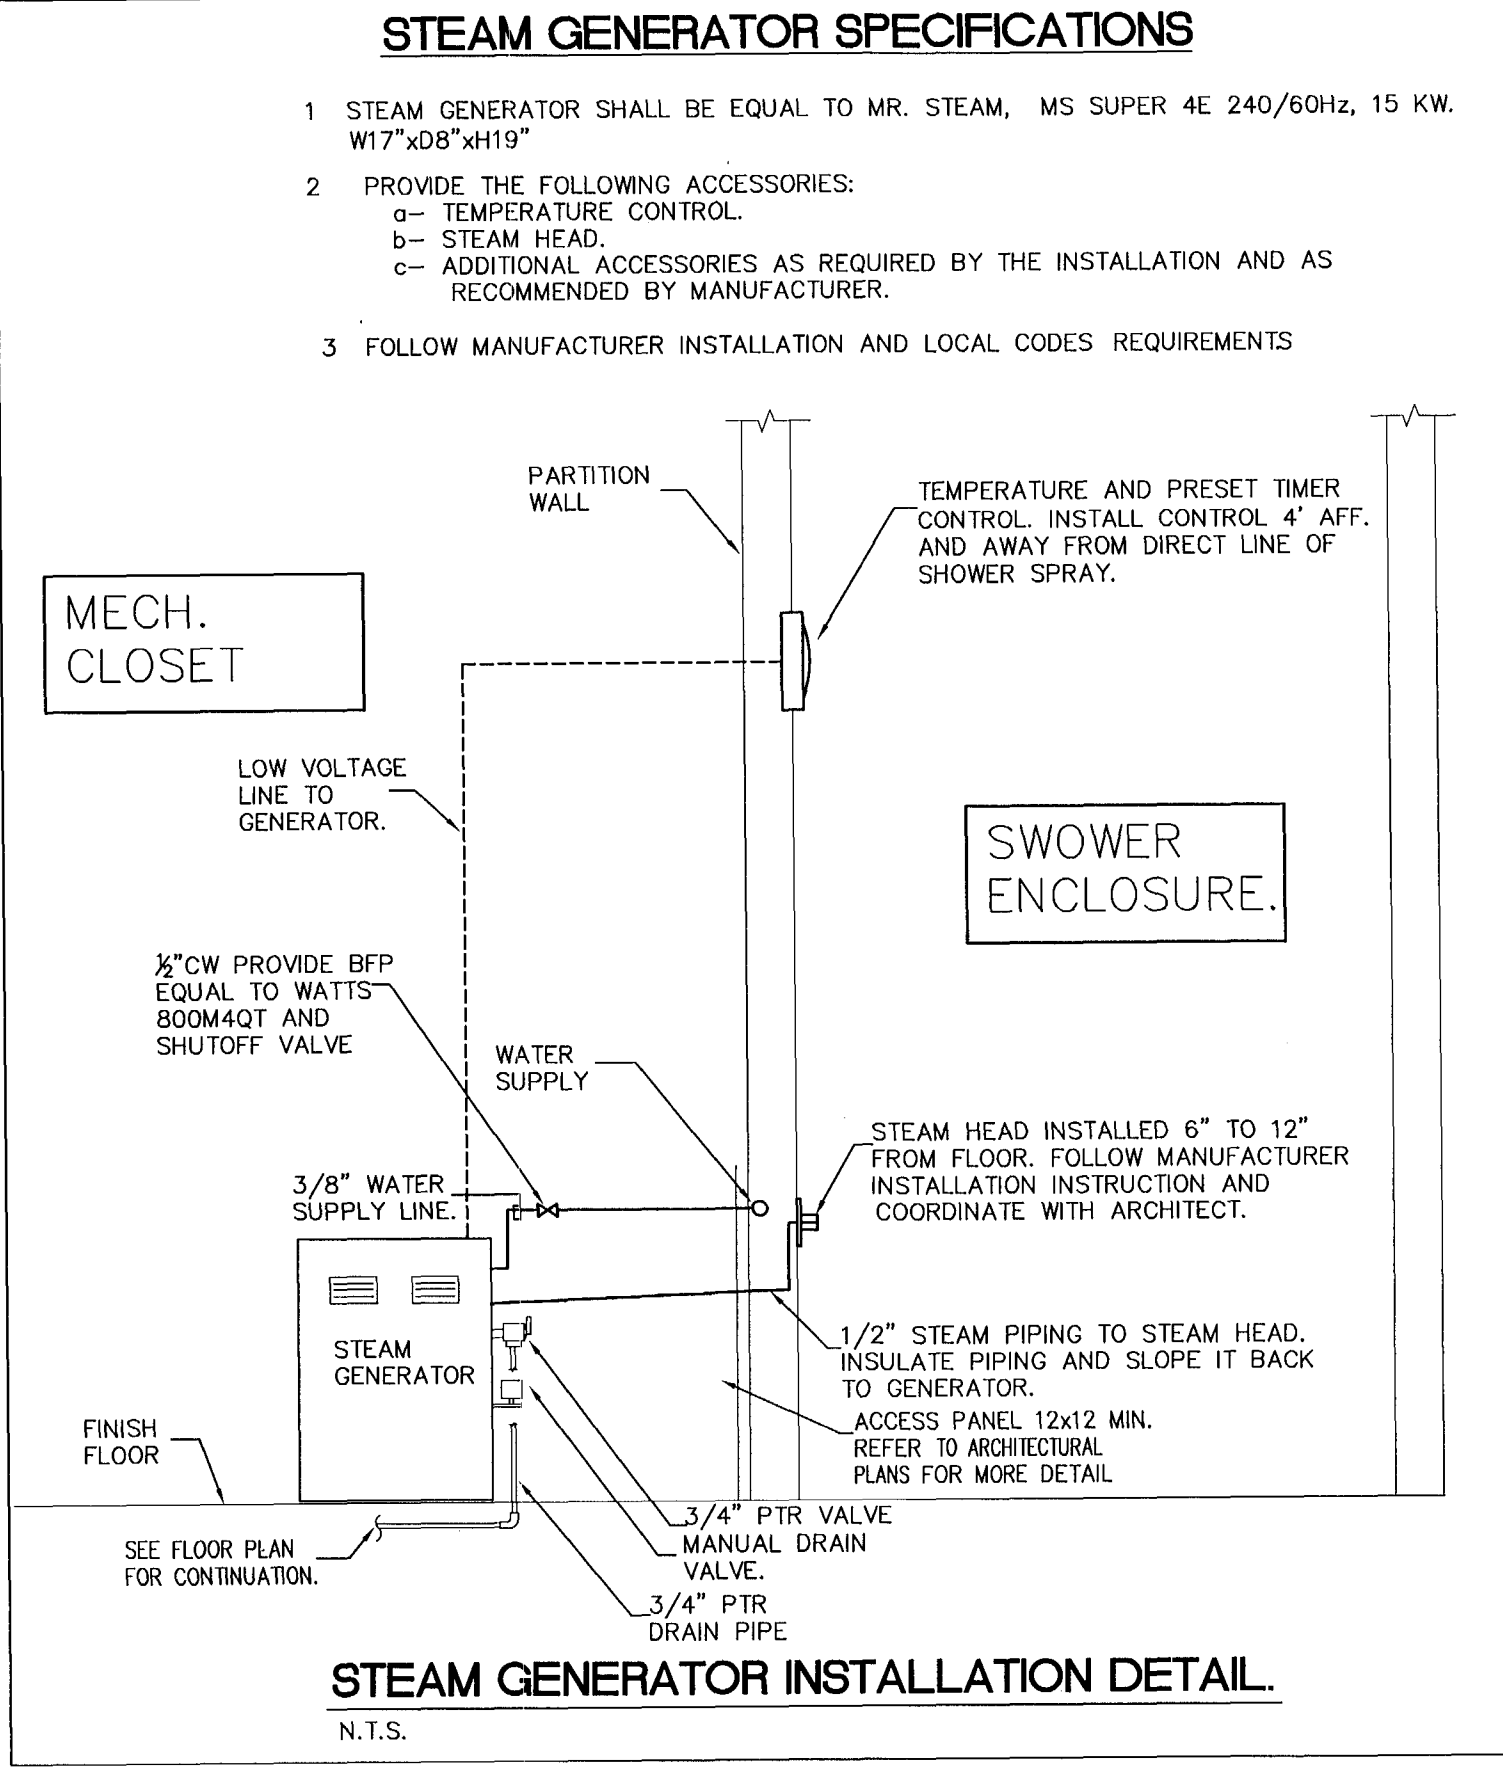 STEAM GENERATOR SPECIFICATIONS
1 STEAM GENERATOR SHALL BE EQUAL TO MR. STEAM, MS SUPER 4E 240/60Hz, 15 KW.
W17"xD8"xH19"
2 PROVIDE THE FOLLOWING ACCESSORIES:
a- TEMPERATURE CONTROL.
b- STEAM HEAD.
c- ADDITIONAL ACCESSORIES AS REQUIRED BY THE INSTALLATION AND AS
RECOMMENDED BY MANUFACTURER.
3 FOLLOW MANUFACTURER INSTALLATION AND LOCAL CODES REQUIREMENTS
PARTITION
WALL
TEMPERATURE AND PRESET TIMER
CONTROL. INSTALL CONTROL 4' AFF.
AND AWAY FROM DIRECT LINE OF
SHOWER SPRAY.
MECH.
CLOSET
LOW VOLTAGE
LINE TO
GENERATOR.
SWOWER
ENCLOSURE.
½"CW PROVIDE BFP
EQUAL TO WATTS
800M4QT AND
SHUTOFF VALVE
WATER
SUPPLY
STEAM HEAD INSTALLED 6" TO 12"
FROM FLOOR. FOLLOW MANUFACTURER
INSTALLATION INSTRUCTION AND
COORDINATE WITH ARCHITECT.
3/8" WATER
SUPPLY LINE.
STEAM
GENERATOR
1/2" STEAM PIPING TO STEAM HEAD.
INSULATE PIPING AND SLOPE IT BACK
TO GENERATOR.
ACCESS PANEL 12x12 MIN.
REFER TO ARCHITECTURAL
PLANS FOR MORE DETAIL
FINISH
FLOOR
3/4" PTR VALVE
MANUAL DRAIN
VALVE.
SEE FLOOR PLAN
FOR CONTINUATION.
3/4" PTR
DRAIN PIPE
STEAM GENERATOR INSTALLATION DETAIL.
N.T.S.